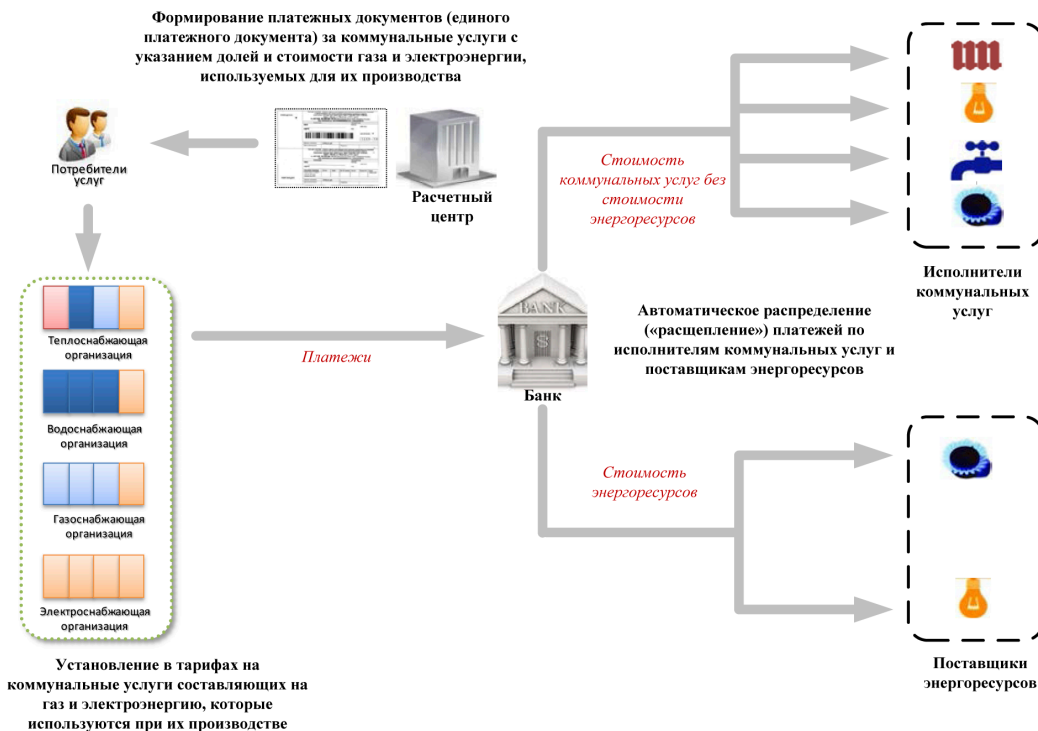 Формирование платежных документов (единого
платежного документа) за коммунальные услуги с
указанием долей и стоимости газа и электроэнергии,
используемых для их производства
Потребители
услуг
Расчетный
центр
Стоимость
коммунальных услуг без
стоимости
энергоресурсов
Исполнители
коммунальных
услуг
Теплоснабжающая
организация
Водоснабжающая
организация
Газоснабжающая
организация
Электроснабжающая
организация
Платежи
BANK
$
Банк
Автоматическое распределение
(«расщепление») платежей по
исполнителям коммунальных услуг и
поставщикам энергоресурсов
Стоимость
энергоресурсов
Поставщики
энергоресурсов
Установление в тарифах на
коммунальные услуги составляющих на
газ и электроэнергию, которые
используются при их производстве